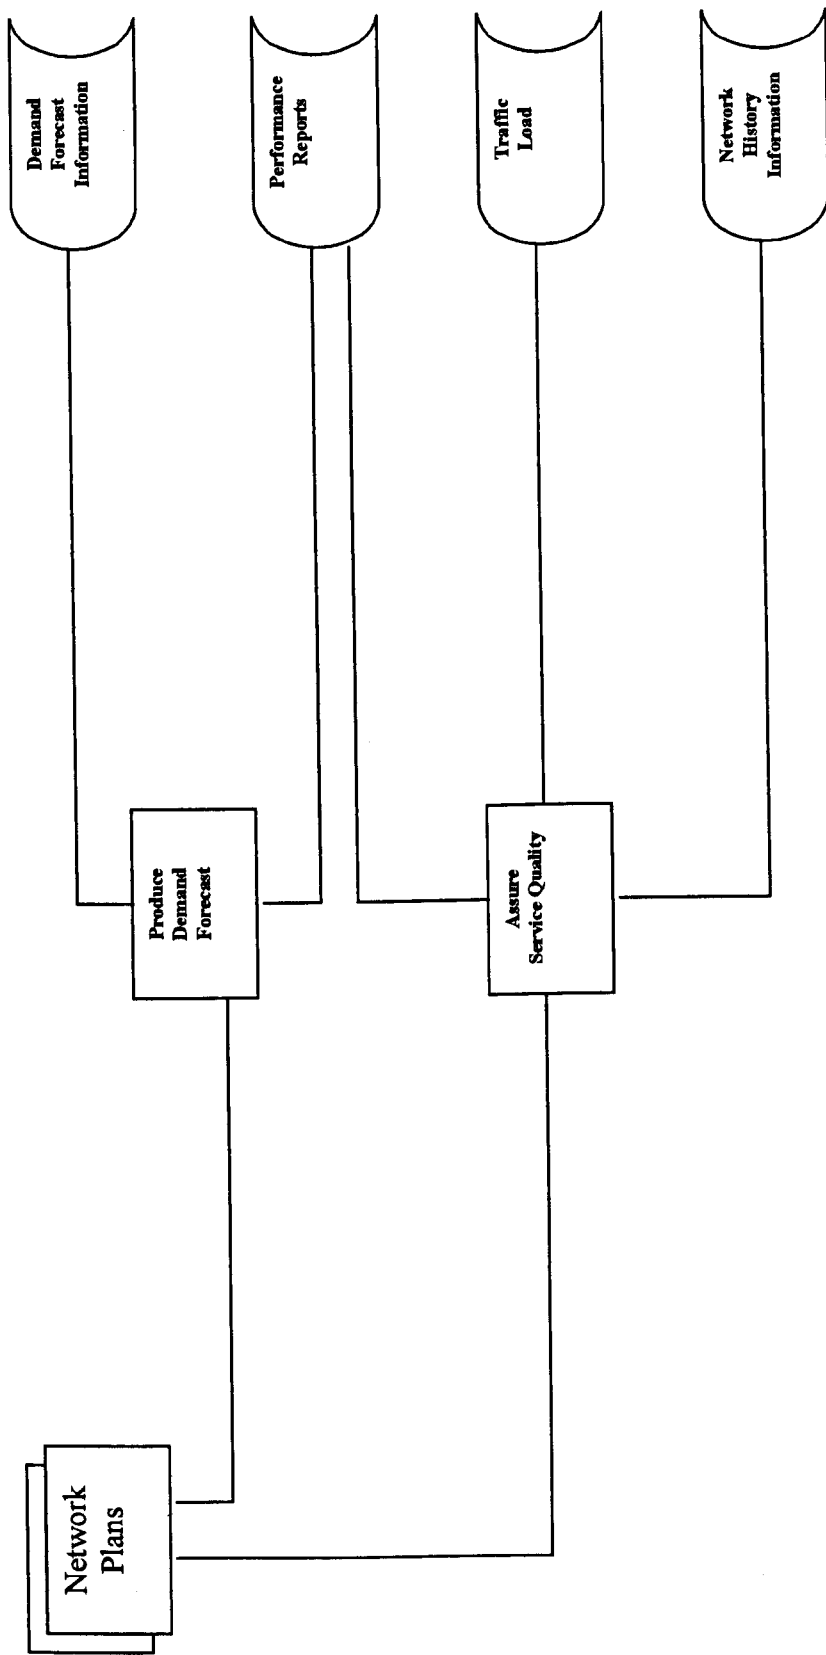 Network
Plans
Produce
Demand
Forecast
Assure
Service Quality
Demand
Forecast
Information
Performance
Reports
Traffic
Load
Network
History
Information